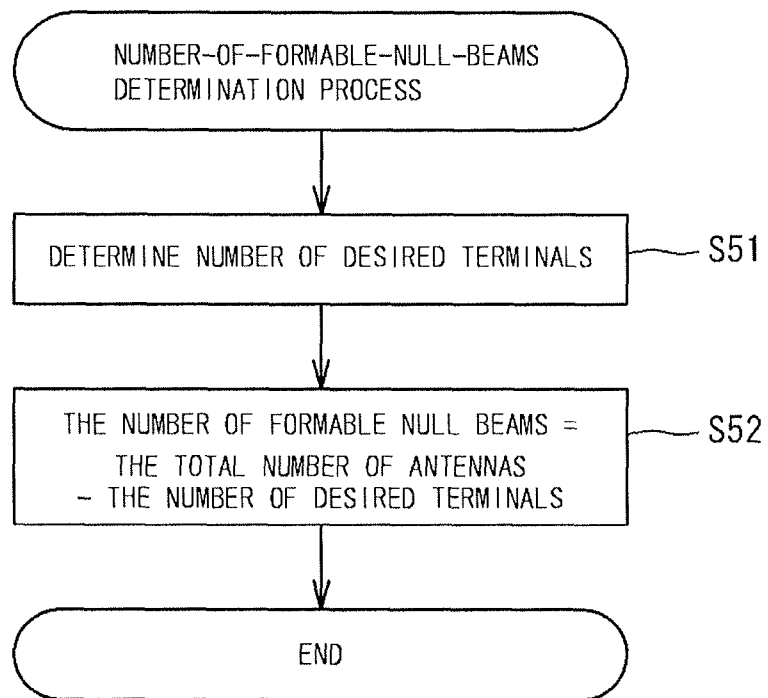 NUMBER-OF-FORMABLE-NULL-BEAMS
DETERMINATION PROCESS
DETERMINE NUMBER OF DESIRED TERMINALS
S51
THE NUMBER OF FORMABLE NULL BEAMS =
THE TOTAL NUMBER OF ANTENNAS
- THE NUMBER OF DESIRED TERMINALS
S52
END